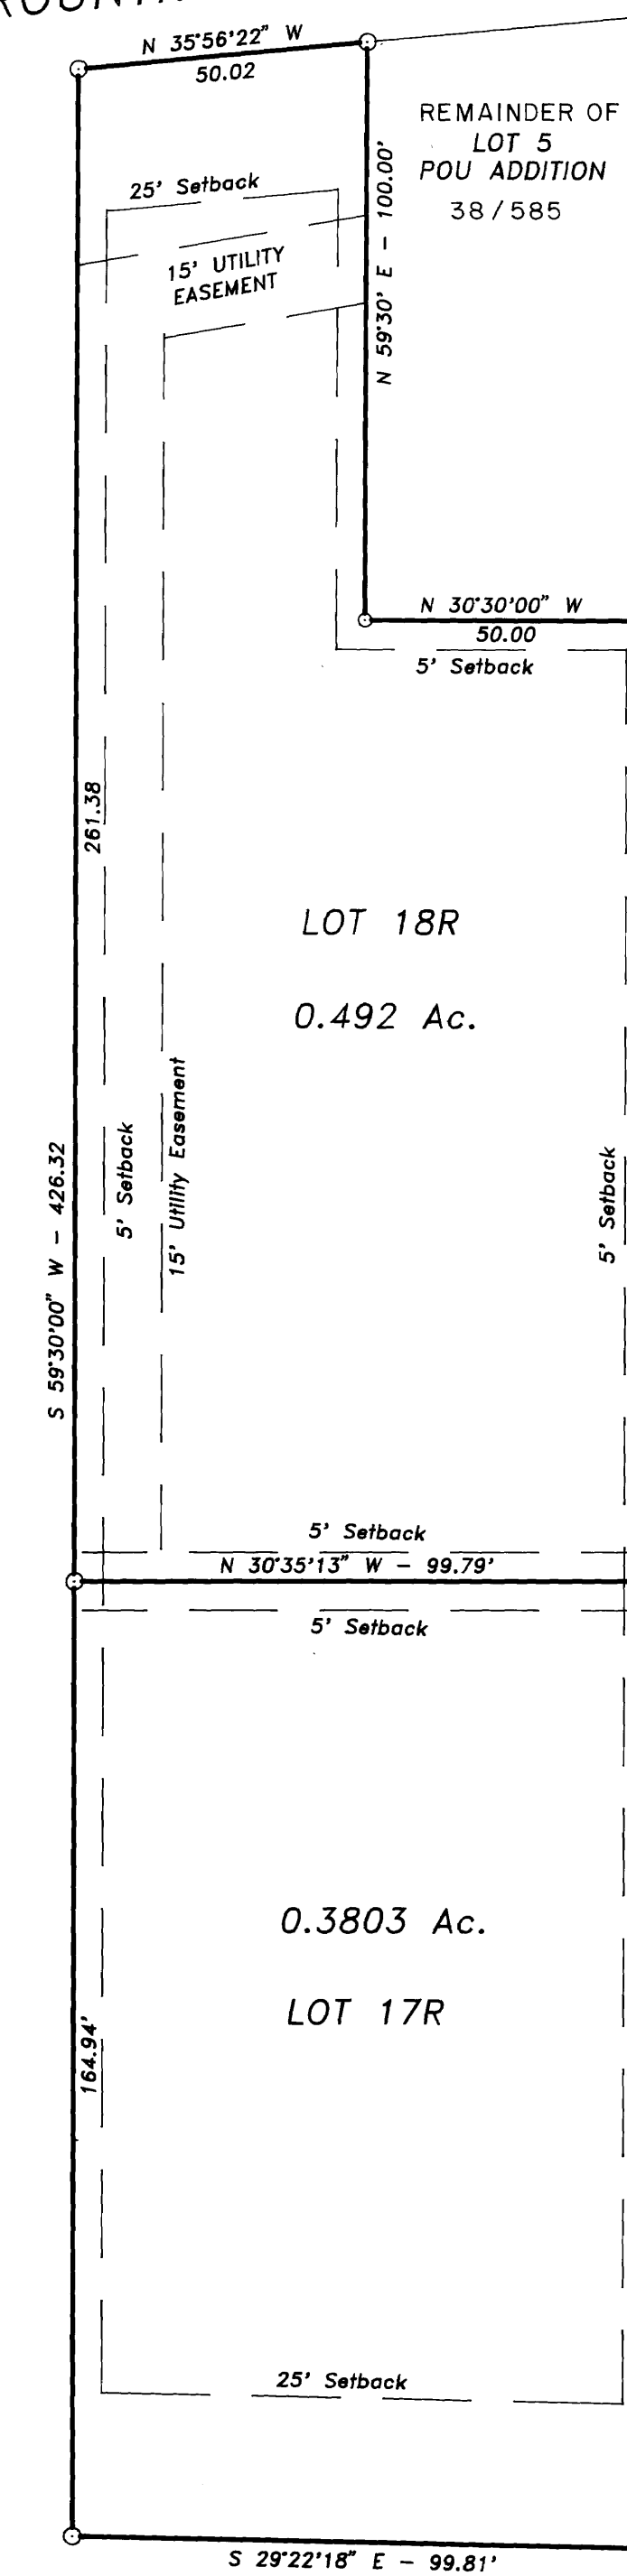 N 35°56'22" W
50.02
REMAINDER OF
LOT 5
POU ADDITION
38/585
25' Setback
15' UTILITY
EASEMENT
N 59°30' E - 100.00'
N 30°30'00" W
50.00
5' Setback
261.38
LOT 18R
0.492 Ac.
S 59°30'00" W - 426.32
5' Setback
15' Utility Easement
5' Setback
5' Setback
N 30°35'13" W - 99.79'
5' Setback
0.3803 Ac.
LOT 17R
164.94'
25' Setback
S 29°22'18" E - 99.81'